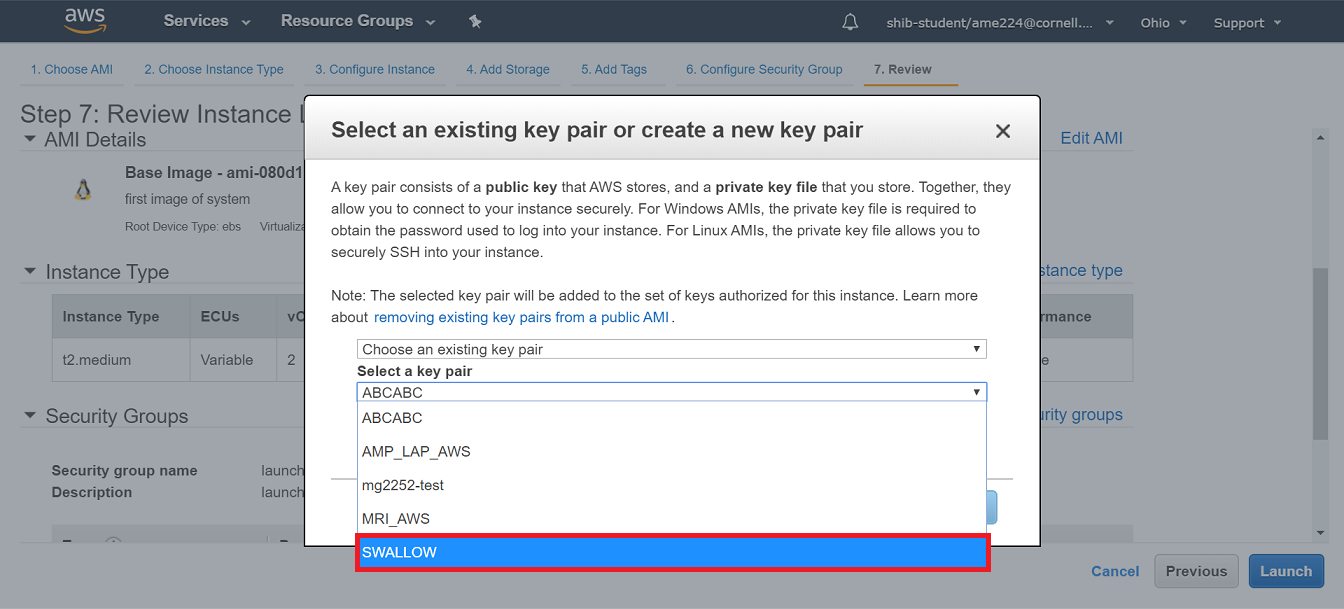 aws
Services
Resource Groups
shib-student/ame224@cornell....
Ohio
Support
1. Choose AMI
2. Choose Instance Type
3. Configure Instance
4. Add Storage
5. Add Tags
6. Configure Security Group
7. Review
Step 7: Review Instance
AMI Details
Edit AMI
Base Image - ami-080d1
first image of system
Root Device Type: ebs
Instance Type
stance type
Instance Type
ECUs
rmance
t2.medium
Variable
2
e
Security Groups
urity groups
Security group name
launch
Description
launch
Select an existing key pair or create a new key pair
A key pair consists of a public key that AWS stores, and a private key file that you store. Together, they
allow you to connect to your instance securely. For Windows AMIs, the private key file is required to
obtain the password used to log into your instance. For Linux AMIs, the private key file allows you to
securely SSH into your instance.
Note: The selected key pair will be added to the set of keys authorized for this instance. Learn more
about removing existing key pairs from a public AMI.
Choose an existing key pair
Select a key pair
ABCABC
ABCABC
AMP_LAP_AWS
mg2252-test
MRI_AWS
SWALLOW
Cancel
Previous
Launch